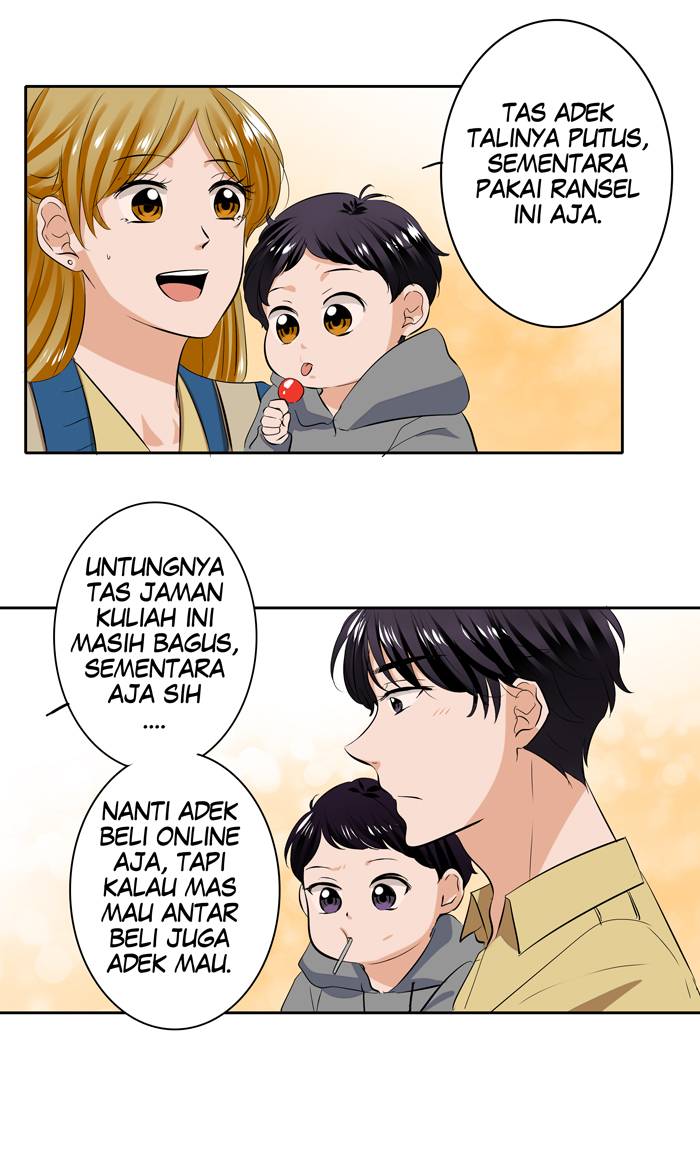 TAS ADEK
TALINYA PUTUS,
SEMENTARA
PAKAI RANSEL
INI AJA.
UNTUNGNYA
TAS JAMAN
KULIAH INI
MASIH BAGUS,
SEMENTARA
AJA SIH
....
NANTI ADEK
BELI ONLINE
AJA, TAPI
KALAU MAS
MAU ANTAR
BELI JUGA
ADEK MAU.